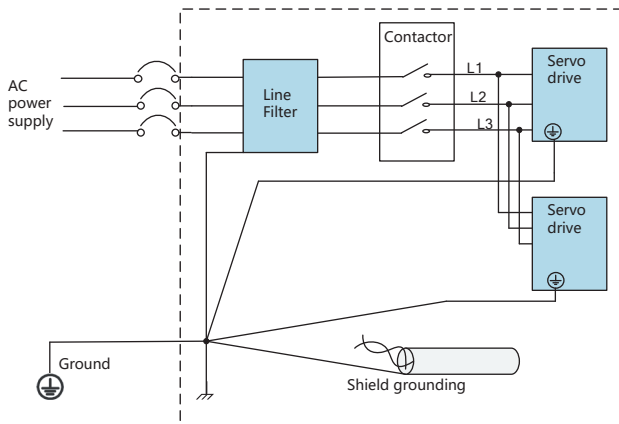 Contactor
AC
power
supply
Line
Filter
L1
L2
L3
Servo
drive
Servo
drive
Ground
Shield grounding